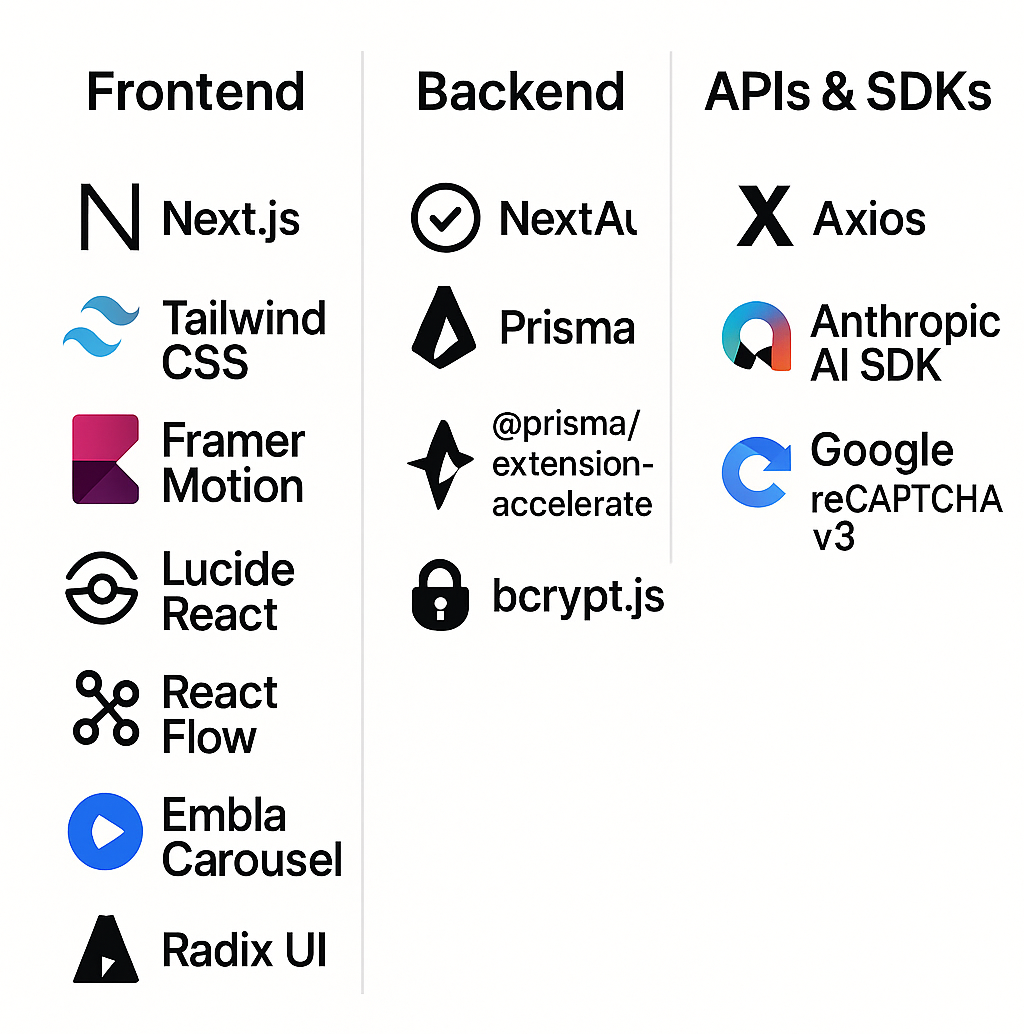 Frontend
Next.js
Tailwind
CSS
Framer
Motion
Lucide
React
React
Flow
Embla
Carousel
Radix UI
Backend
NextAu
Prisma
@prisma/
extension-
accelerate
bcrypt.js
APIs & SDKs
Axios
Anthropic
AI SDK
Google
reCAPTCHA
v3